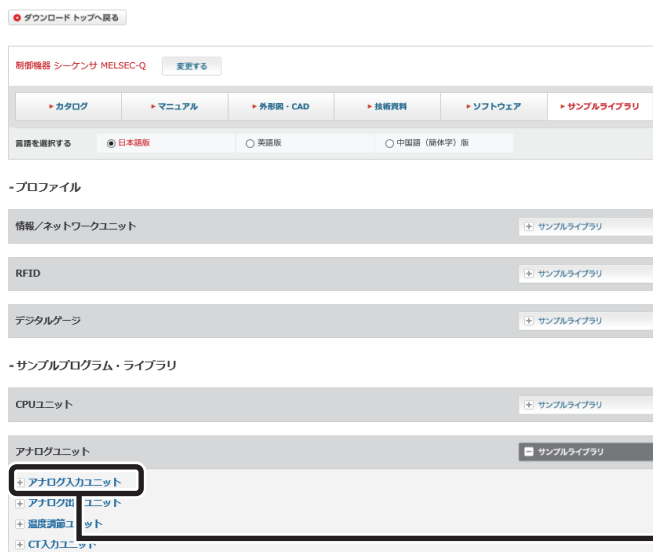 ダウンロード トップへ戻る
制御機器 シーケンサ MELSEC-Q 変更する
カタログ マニュアル 外形図・CAD 技術資料 ソフトウェア サンプルライブラリ
言語を選択する 日本語版 英語版 中国語（簡体字）版
-プロファイル
情報／ネットワークユニット サンプルライブラリ
RFID サンプルライブラリ
デジタルゲージ サンプルライブラリ
-サンプルプログラム・ライブラリ
CPUユニット サンプルライブラリ
アナログユニット サンプルライブラリ
アナログ入力ユニット
アナログ出 ユニット
温度調節ユ ット
CT入力ユニット